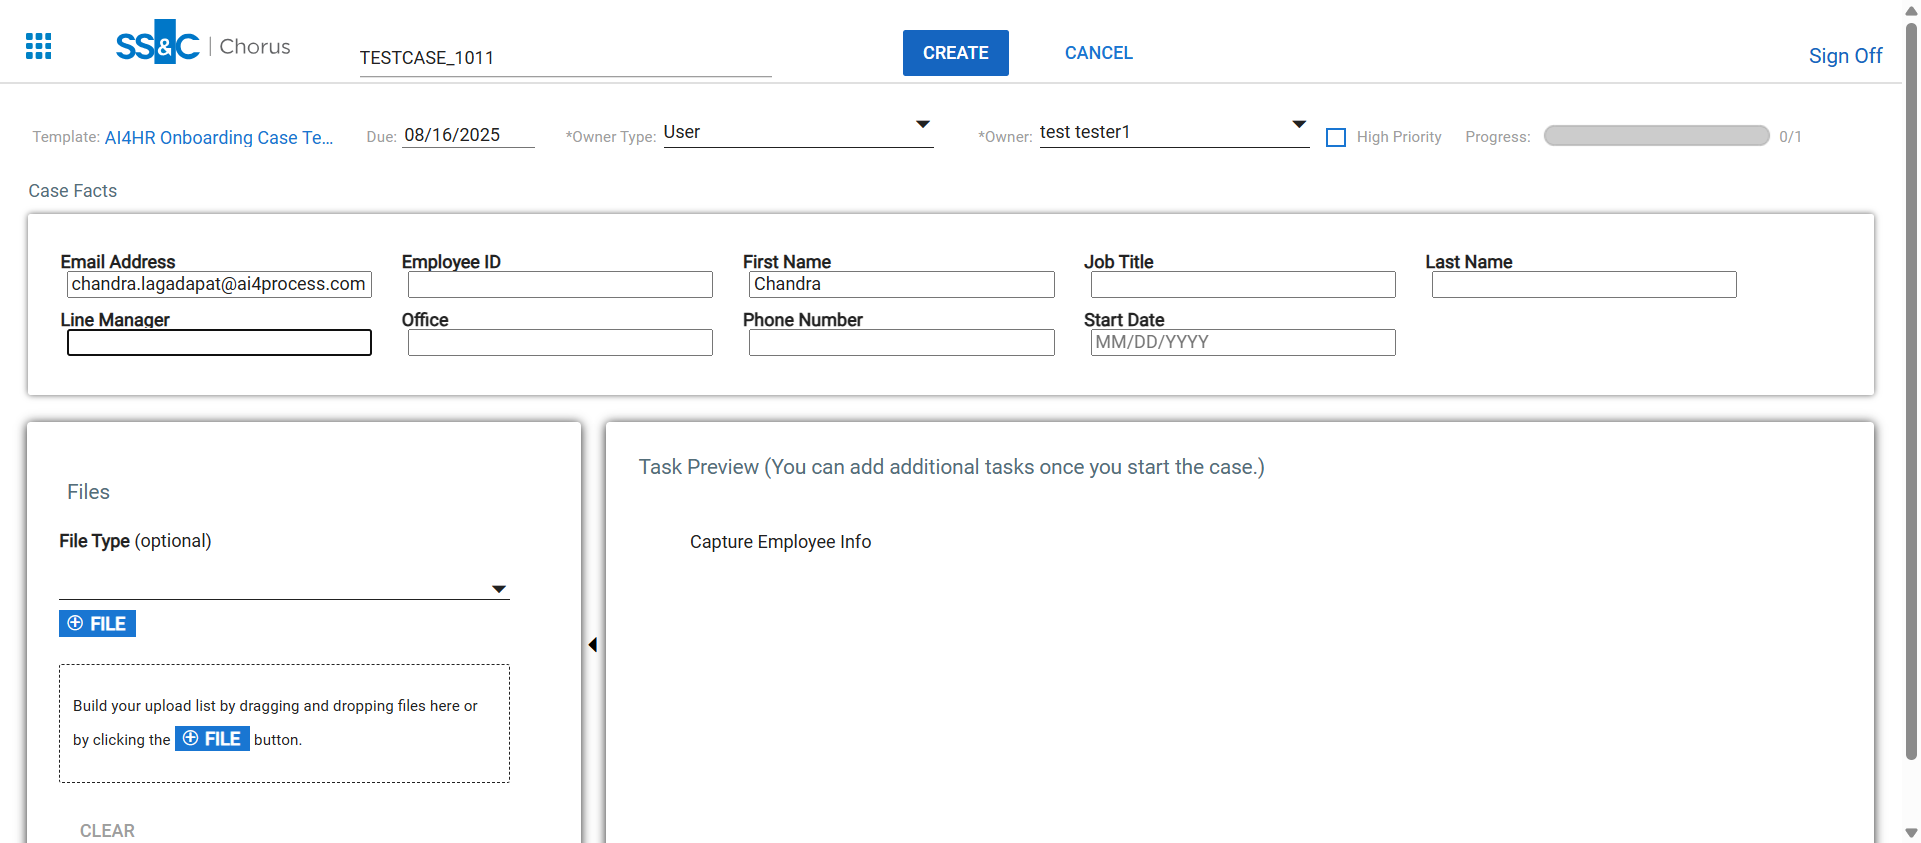 SS&C | Chorus
TESTCASE_1011
CREATE
CANCEL
Sign Off
Template: AI4HR Onboarding Case Te...
Due: 08/16/2025
*Owner Type: User
*Owner: test tester1
High Priority
Progress: 0/1
Case Facts
Email Address
chandra.lagadapat@ai4process.com
Employee ID
First Name
Chandra
Job Title
Last Name
Line Manager
Office
Phone Number
Start Date
MM/DD/YYYY
Files
File Type (optional)
FILE
Build your upload list by dragging and dropping files here or
by clicking the FILE button.
CLEAR
Task Preview (You can add additional tasks once you start the case.)
Capture Employee Info